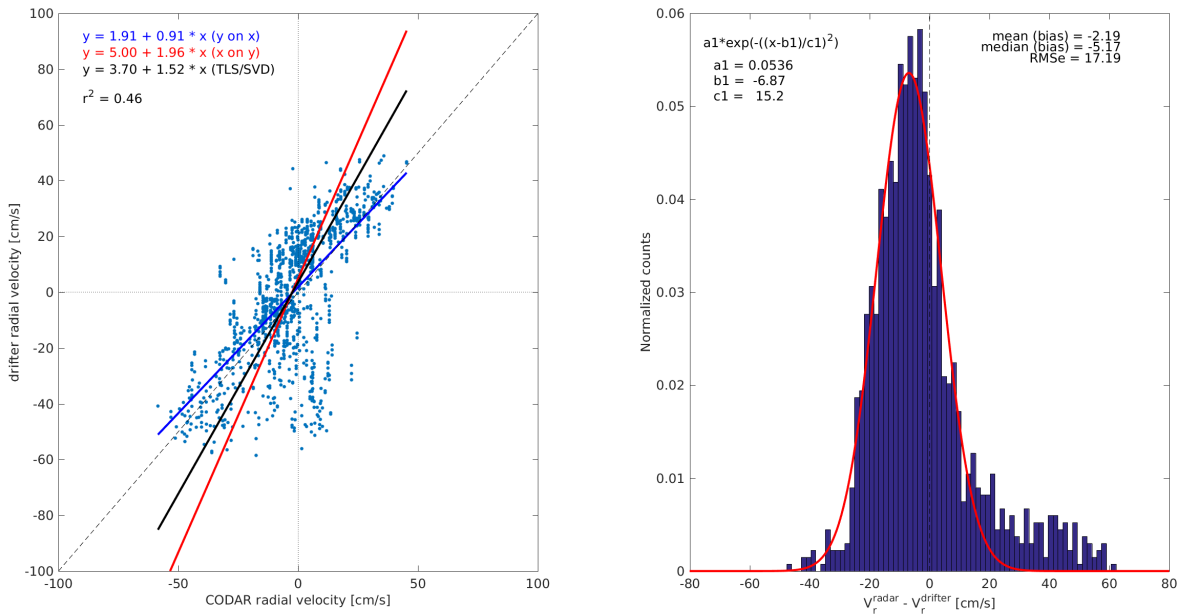 100
80
60
40
20
0
-20
-40
-60
-80
-100
drifter radial velocity [cm/s]
y = 1.91 + 0.91 * x (y on x)
y = 5.00 + 1.96 * x (x on y)
y = 3.70 + 1.52 * x (TLS/SVD)
r² = 0.46
-100 -50 0 50 100
CODAR radial velocity [cm/s]
0.06
0.05
0.04
0.03
0.02
0.01
0
Normalized counts
a1*exp(-((x-b1)/c1)²)
a1 = 0.0536
b1 = -6.87
c1 = 15.2
mean (bias) = -2.19
median (bias) = -5.17
RMSe = 17.19
-80 -60 -40 -20 0 20 40 60 80
V_r^radar - V_r^drifter [cm/s]